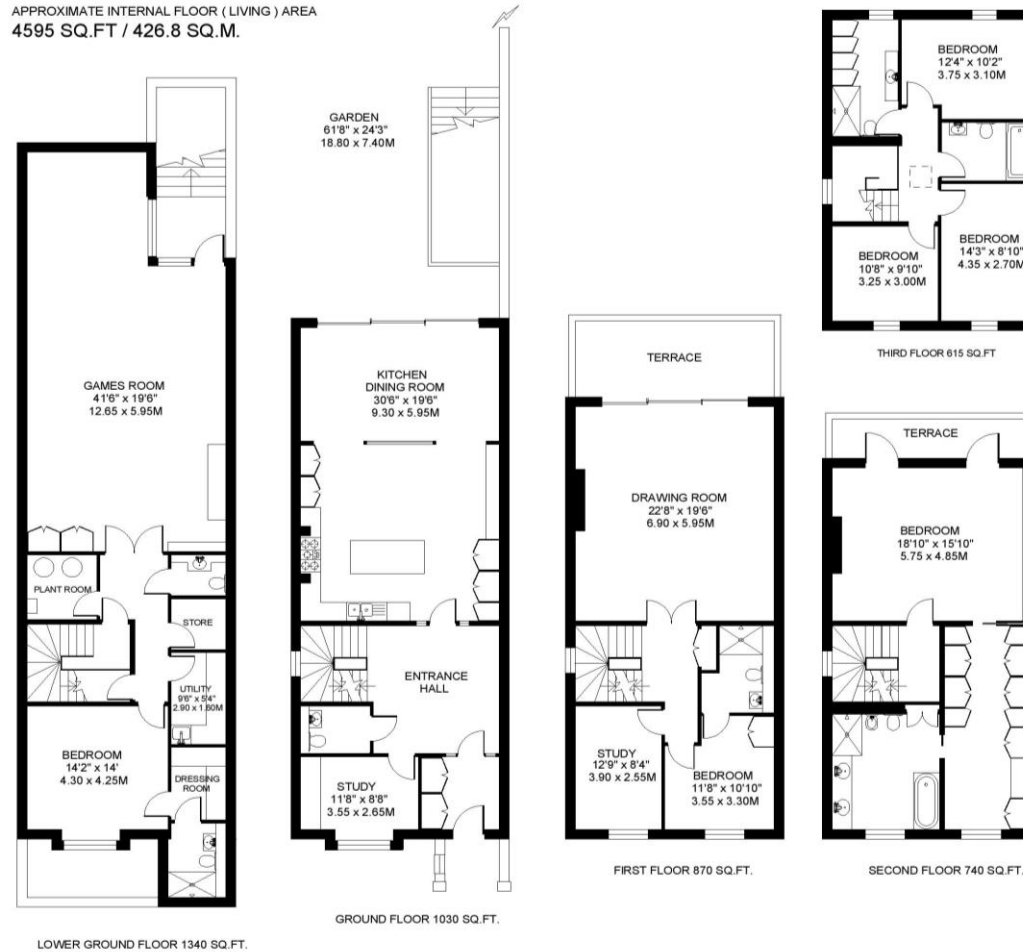 APPROXIMATE INTERNAL FLOOR ( LIVING ) AREA
4595 SQ.FT / 426.8 SQ.M.
GAMES ROOM
41'6" x 19'6"
12.65 x 5.95M
PLANT ROOM
STORE
UTILITY
9'6" x 5'4"
2.90 x 1.60M
BEDROOM
14'2" x 14'
4.30 x 4.25M
DRESSING
ROOM
LOWER GROUND FLOOR 1340 SQ.FT.
GARDEN
61'8" x 24'3"
18.80 x 7.40M
KITCHEN
DINING ROOM
30'6" x 19'6"
9.30 x 5.95M
ENTRANCE
HALL
STUDY
11'8" x 8'8"
3.55 x 2.65M
GROUND FLOOR 1030 SQ.FT.
TERRACE
DRAWING ROOM
22'8" x 19'6"
6.90 x 5.95M
STUDY
12'9" x 8'4"
3.90 x 2.55M
BEDROOM
11'8" x 10'10"
3.55 x 3.30M
FIRST FLOOR 870 SQ.FT.
BEDROOM
12'4" x 10'2"
3.75 x 3.10M
BEDROOM
14'3" x 8'10"
4.35 x 2.70M
BEDROOM
10'8" x 9'10"
3.25 x 3.00M
THIRD FLOOR 615 SQ.FT
TERRACE
BEDROOM
18'10" x 15'10"
5.75 x 4.85M
SECOND FLOOR 740 SQ.FT.